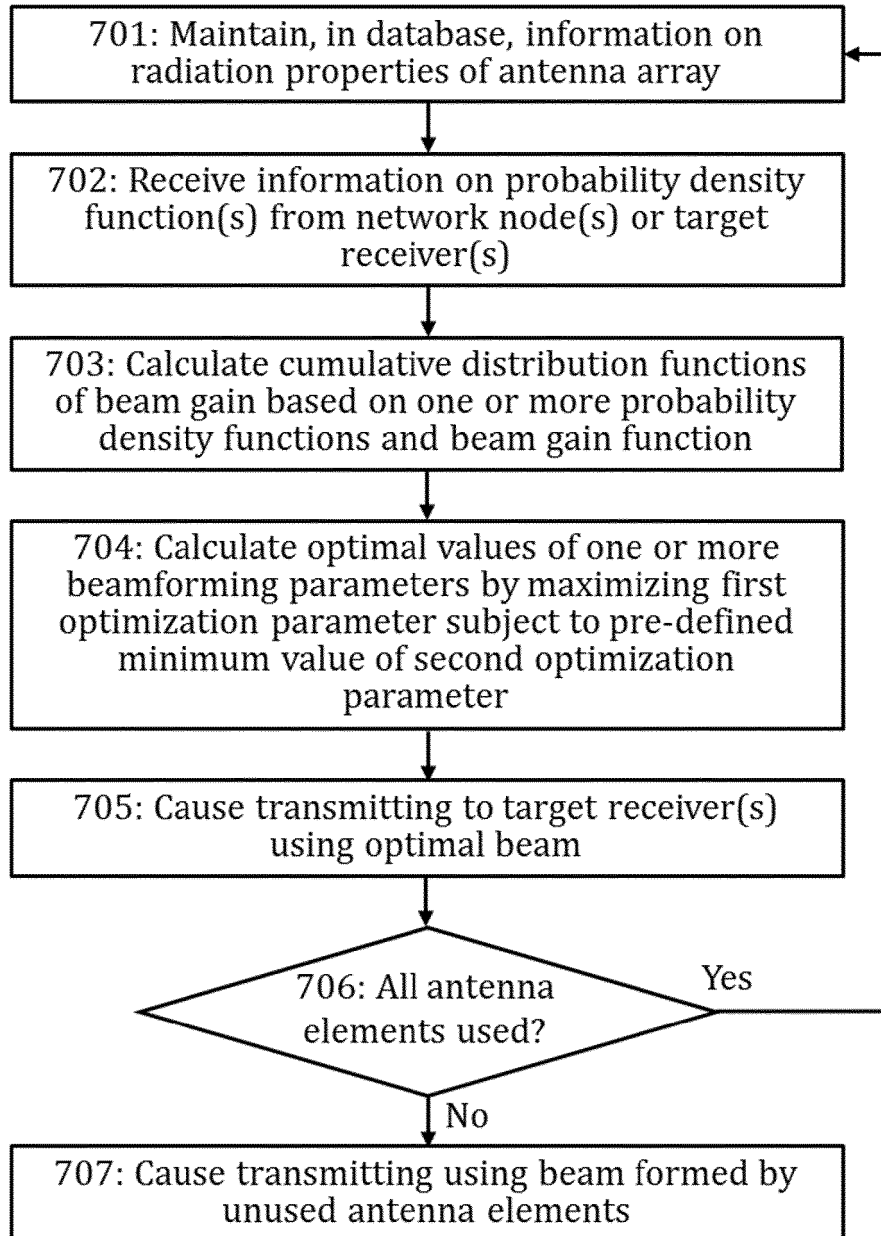 701: Maintain, in database, information on
radiation properties of antenna array
702: Receive information on probability density
function(s) from network node(s) or target
receiver(s)
703: Calculate cumulative distribution functions
of beam gain based on one or more probability
density functions and beam gain function
704: Calculate optimal values of one or more
beamforming parameters by maximizing first
optimization parameter subject to pre-defined
minimum value of second optimization
parameter
705: Cause transmitting to target receiver(s)
using optimal beam
706: All antenna
elements used?
Yes
No
707: Cause transmitting using beam formed by
unused antenna elements